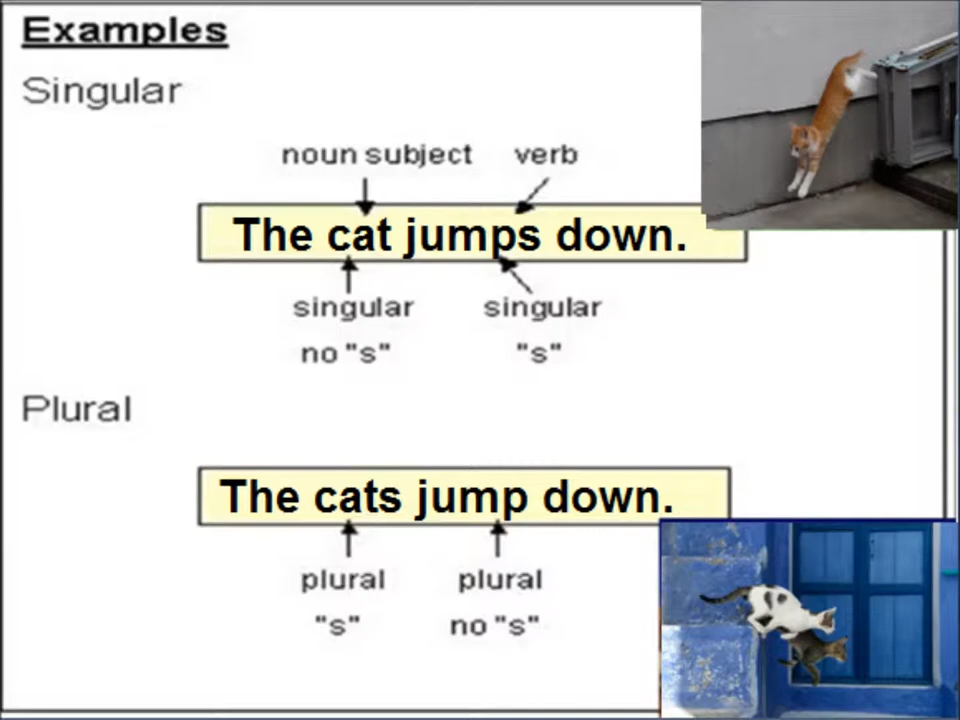 Examples
Singular
noun subject verb
The cat jumps down.
singular singular
no "s" "s"
Plural
The cats jump down.
plural plural
"s" no "s"